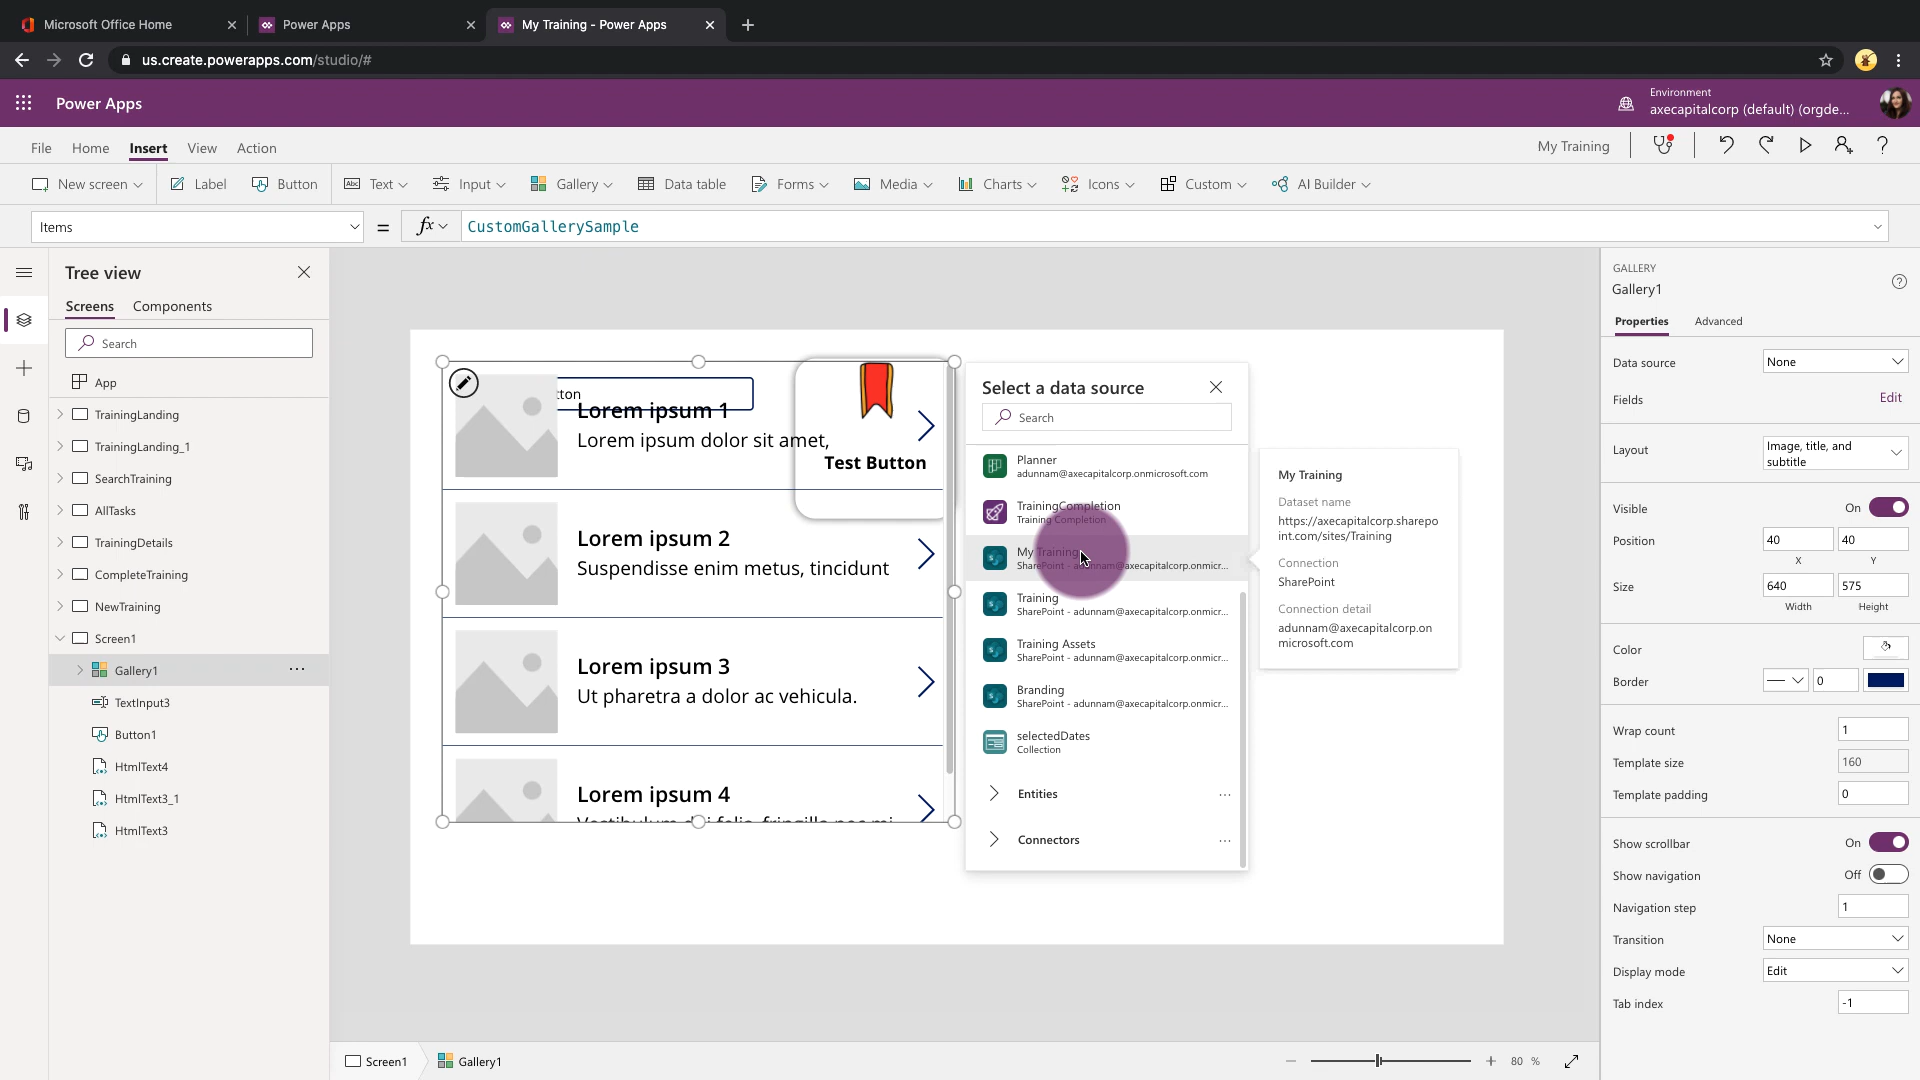 Microsoft Office Home
Power Apps
My Training - Power Apps
us.create.powerapps.com/studio/#
Power Apps
Environment
axecapitalcorp (default) (orgde...
File
Home
Insert
View
Action
My Training
New screen
Label
Button
Text
Input
Gallery
Data table
Forms
Media
Charts
Icons
Custom
AI Builder
Items
=
fx
CustomGallerySample
Tree view
Screens
Components
Search
App
TrainingLanding
TrainingLanding_1
SearchTraining
AllTasks
TrainingDetails
CompleteTraining
NewTraining
Screen1
Gallery1
TextInput3
Button1
HtmlText4
HtmlText3_1
HtmlText3
tton
Lorem ipsum 1
Lorem ipsum dolor sit amet,
Test Button
Lorem ipsum 2
Suspendisse enim metus, tincidunt
Lorem ipsum 3
Ut pharetra a dolor ac vehicula.
Lorem ipsum 4
Select a data source
Search
Planner
adunnam@axecapitalcorp.onmicrosoft.com
TrainingCompletion
Training Completion
My Training
SharePoint - adunnam@axecapitalcorp.onmicr...
Training
SharePoint - adunnam@axecapitalcorp.onmicr...
Training Assets
SharePoint - adunnam@axecapitalcorp.onmicr...
Branding
SharePoint - adunnam@axecapitalcorp.onmicr...
selectedDates
Collection
Entities
Connectors
My Training
Dataset name
https://axecapitalcorp.sharepo
int.com/sites/Training
Connection
SharePoint
Connection detail
adunnam@axecapitalcorp.on
microsoft.com
GALLERY
Gallery1
Properties
Advanced
Data source
None
Fields
Edit
Layout
Image, title, and
subtitle
Visible
On
Position
40
40
X
Y
Size
640
575
Width
Height
Color
Border
0
Wrap count
1
Template size
160
Template padding
0
Show scrollbar
On
Show navigation
Off
Navigation step
1
Transition
None
Display mode
Edit
Tab index
-1
Screen1
Gallery1
80 %